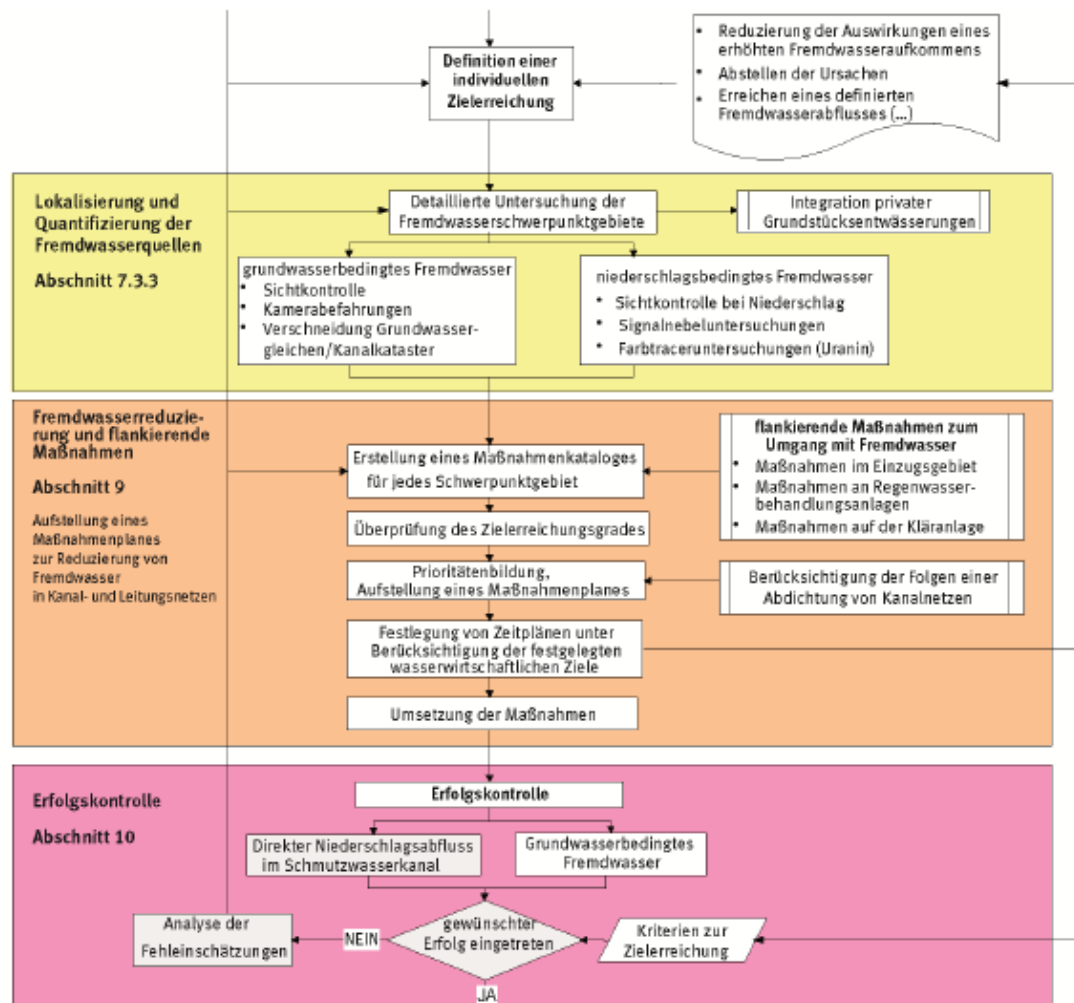 Definition einer
individuellen
Zielerreichung
• Reduzierung der Auswirkungen eines
erhöhten Fremdwasseraufkommens
• Abstellen der Ursachen
• Erreichen eines definierten
Fremdwasserabflusses (...)
Lokalisierung und
Quantifizierung der
Fremdwasserquellen
Abschnitt 7.3.3
Detaillierte Untersuchung der
Fremdwasserschwerpunktgebiete
Integration privater
Grundstücksentwässerungen
grundwasserbedingtes Fremdwasser
• Sichtkontrolle
• Kamerabefahrungen
• Verschneidung Grundwasser-
gleichen/Kanalkataster
niederschlagsbedingtes Fremdwasser
• Sichtkontrolle bei Niederschlag
• Signalnebeluntersuchungen
• Farbtraceruntersuchungen (Uranin)
Fremdwasserreduzie-
rung und flankierende
Maßnahmen
Abschnitt 9
Aufstellung eines
Maßnahmenplanes
zur Reduzierung von
Fremdwasser
in Kanal- und Leitungsnetzen
Erstellung eines Maßnahmenkataloges
für jedes Schwerpunktgebiet
flankierende Maßnahmen zum
Umgang mit Fremdwasser
• Maßnahmen im Einzugsgebiet
• Maßnahmen an Regenwasser-
behandlungsanlagen
• Maßnahmen auf der Kläranlage
Überprüfung des Zielerreichungsgrades
Prioritätenbildung,
Aufstellung eines Maßnahmenplanes
Berücksichtigung der Folgen einer
Abdichtung von Kanalnetzen
Festlegung von Zeitplänen unter
Berücksichtigung der festgelegten
wasserwirtschaftlichen Ziele
Umsetzung der Maßnahmen
Erfolgskontrolle
Abschnitt 10
Erfolgskontrolle
Direkter Niederschlagsabfluss
im Schmutzwasserkanal
Grundwasserbedingtes
Fremdwasser
Analyse der
Fehleinschätzungen
NEIN
gewünschter
Erfolg eingetreten
Kriterien zur
Zielerreichung
JA